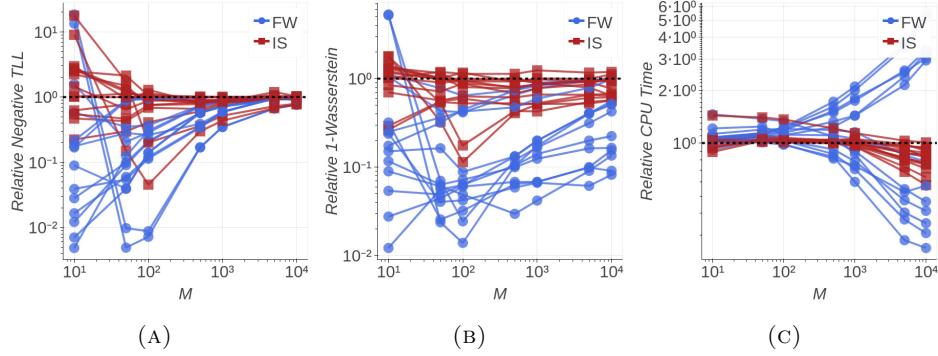 FW
IS
10¹
10⁰
10⁻¹
10⁻²
Relative Negative TLL
10¹
10²
10³
10⁴
M
(A)
FW
IS
10⁰
10⁻¹
10⁻²
Relative 1-Wasserstein
10¹
10²
10³
10⁴
M
(B)
FW
IS
6·10⁰
5·10⁰
3·10⁰
2·10⁰
10⁰
Relative CPU Time
10¹
10²
10³
10⁴
M
(C)